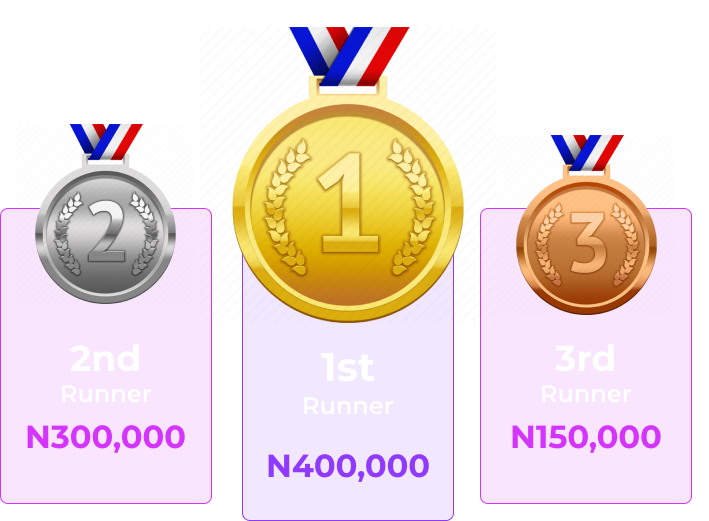 2
2nd
Runner
N300,000
1
1st
Runner
N400,000
3
3rd
Runner
N150,000